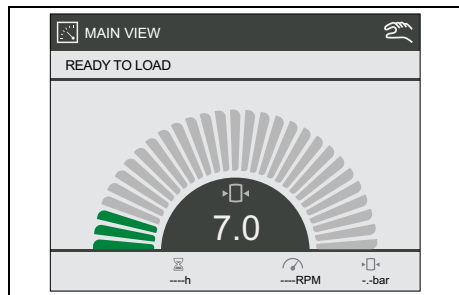 MAIN VIEW
READY TO LOAD
7.0
----h
----RPM
-.-bar